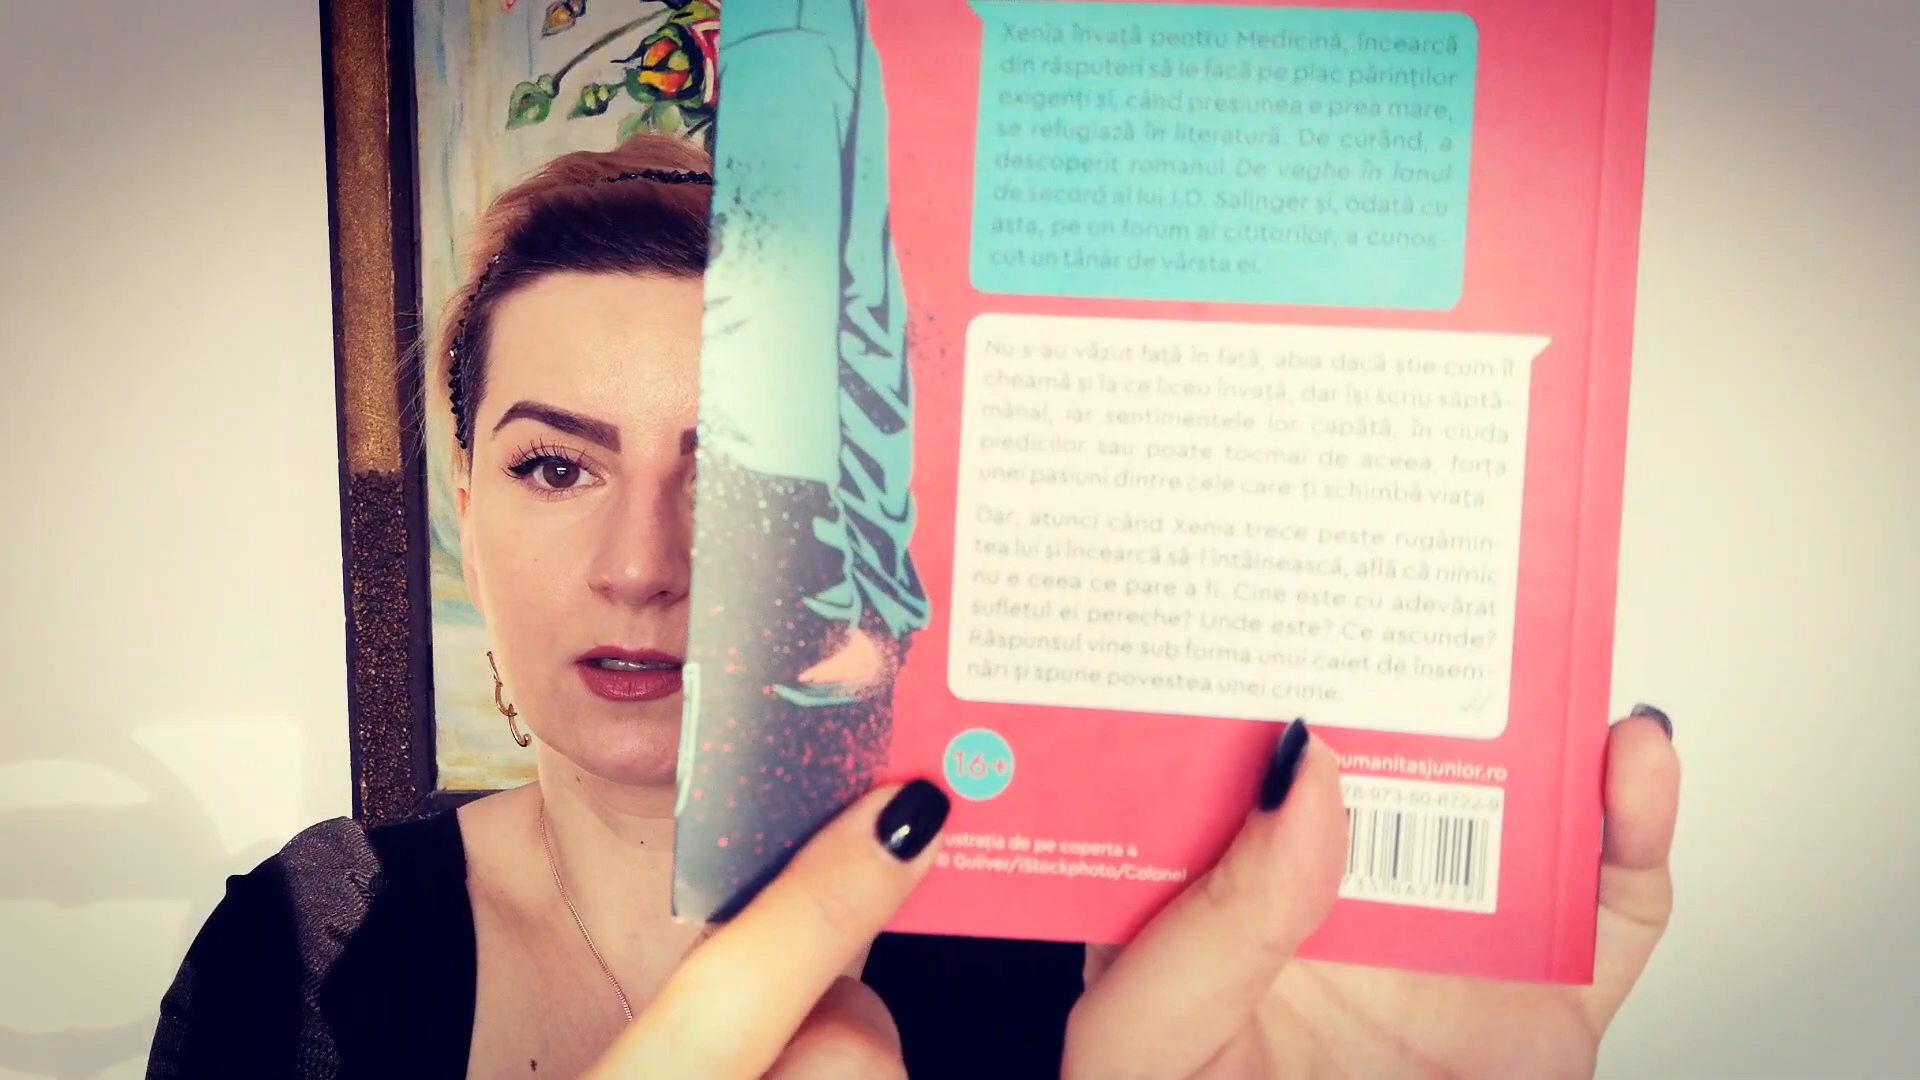 Xenia învață pentru Medicină, încearcă
din răsputeri să le facă pe plac părinților
exigenți și, când presiunea e prea mare,
se refugiază în literatură. De curând, a
descoperit romanul De veghe în lanul
de secară al lui J.D. Salinger și, odată cu
asta, pe un forum al cititorilor, a cunos-
cut un tânăr de vârsta ei.
Nu s-au văzut față în față, abia dacă știe cum îl
cheamă și la ce liceu învață, dar își scriu săptă-
mânal, iar sentimentele lor capătă, în ciuda
piedicilor sau poate tocmai de aceea, forța
unei pasiuni dintre cele care-ți schimbă viața.
Dar, atunci când Xenia trece peste rugămin-
tea lui și încearcă să-l întâlnească, află că nimic
nu e ceea ce pare a fi. Cine este cu adevărat
sufletul ei pereche? Unde este? Ce ascunde?
Răspunsul vine sub forma unui caiet de însem-
nări și spune povestea unei crime.
16+
humanitasjunior.ro
78-973-50-6722-9
ustrația de pe coperta 4
© Guliver/iStockphoto/Colonel